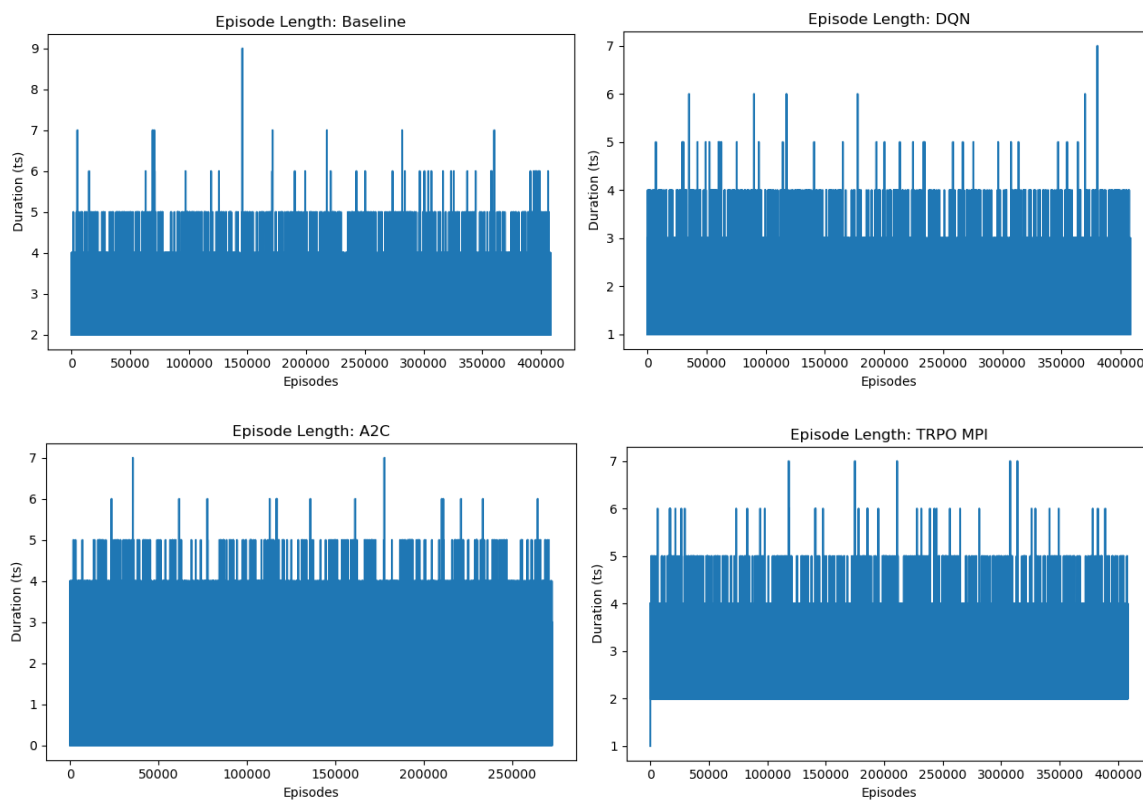 Episode Length: Baseline
Duration (ts)
9
8
7
6
5
4
3
2
0 50000 100000 150000 200000 250000 300000 350000 400000
Episodes
Episode Length: DQN
Duration (ts)
7
6
5
4
3
2
1
0 50000 100000 150000 200000 250000 300000 350000 400000
Episodes
Episode Length: A2C
Duration (ts)
7
6
5
4
3
2
1
0
0 50000 100000 150000 200000 250000
Episodes
Episode Length: TRPO MPI
Duration (ts)
7
6
5
4
3
2
1
0 50000 100000 150000 200000 250000 300000 350000 400000
Episodes